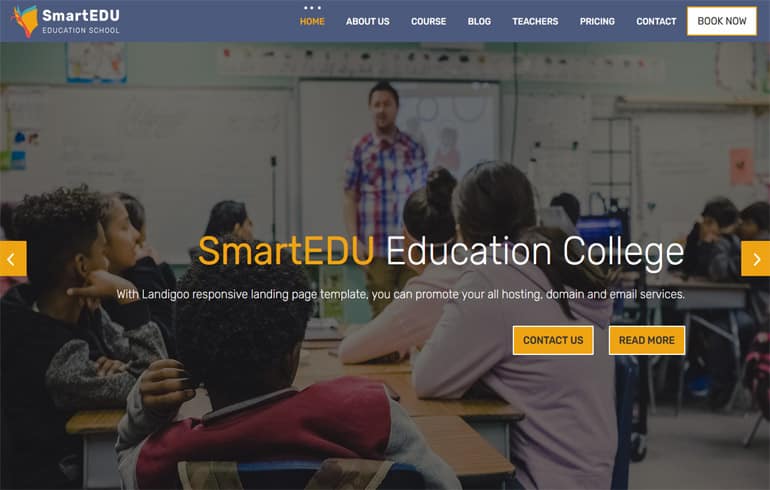 SmartEDU
EDUCATION SCHOOL
HOME ABOUT US COURSE BLOG TEACHERS PRICING CONTACT BOOK NOW
SmartEDU Education College
With Landigoo responsive landing page template, you can promote your all hosting, domain and email services.
CONTACT US READ MORE